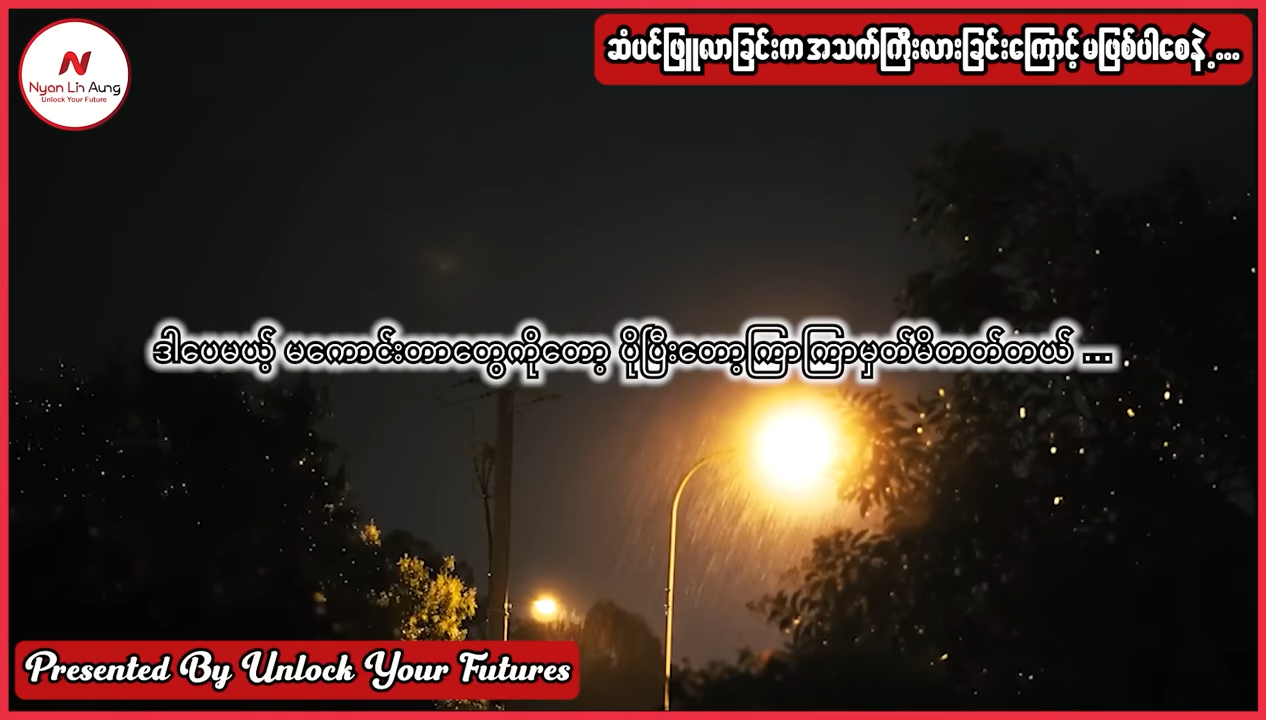 Nyan Lin Aung
Unlock Your Future
ဆံပင်ဖြူလာခြင်းက အသက်ကြီးလားခြင်းကြောင့် မဖြစ်ပါစေနဲ့ ...
ဒါပေမယ့် မကောင်းတာတွေကိုတော့ ပိုပြီးတော့ကြာကြာမှတ်မိတတ်တယ် ...
Presented By Unlock Your Futures